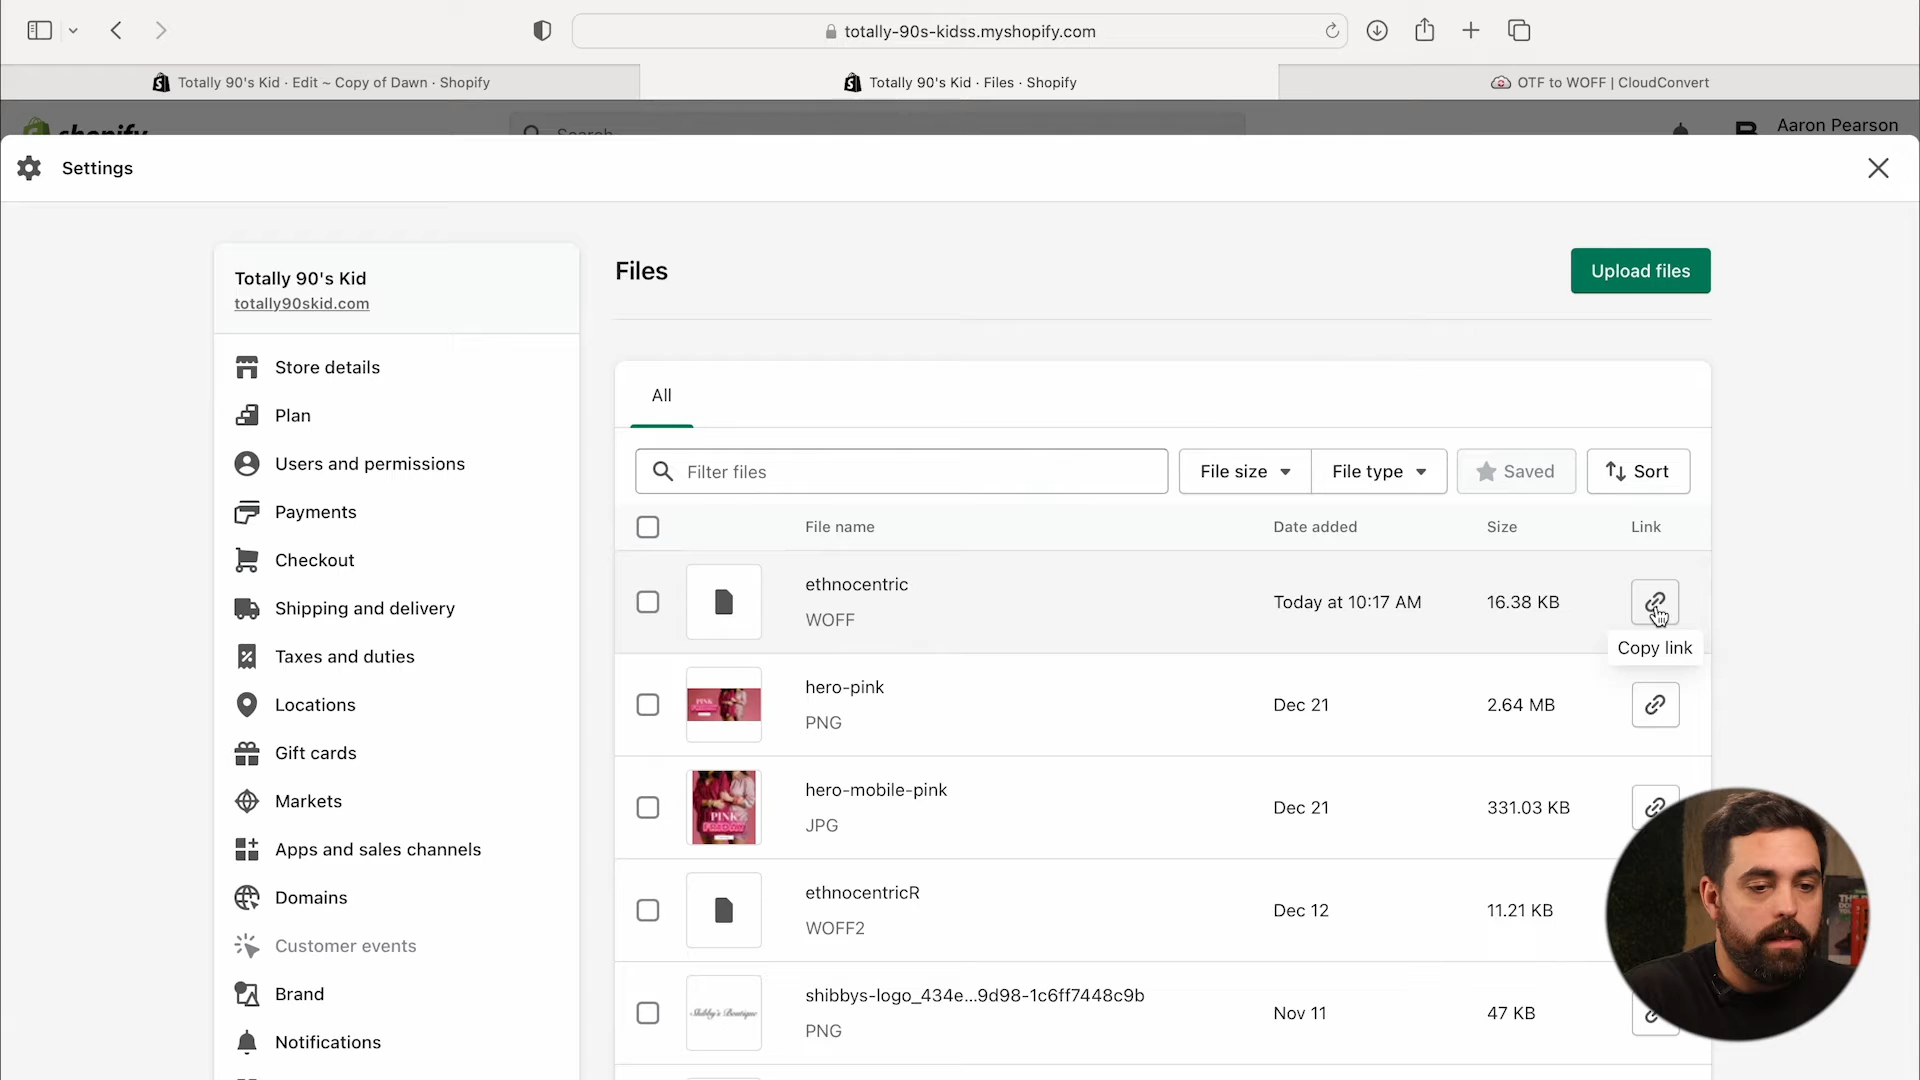 totally-90s-kidss.myshopify.com
Totally 90's Kid · Edit ~ Copy of Dawn · Shopify
Totally 90's Kid · Files · Shopify
OTF to WOFF | CloudConvert
shopify
Search
Aaron Pearson
Settings
Totally 90's Kid
totally90skid.com
Store details
Plan
Users and permissions
Payments
Checkout
Shipping and delivery
Taxes and duties
Locations
Gift cards
Markets
Apps and sales channels
Domains
Customer events
Brand
Notifications
Files
Upload files
All
Filter files
File size
File type
Saved
Sort
File name
Date added
Size
Link
ethnocentric
WOFF
Today at 10:17 AM
16.38 KB
Copy link
hero-pink
PNG
Dec 21
2.64 MB
PINK
FRIDAY
hero-mobile-pink
JPG
Dec 21
331.03 KB
ethnocentricR
WOFF2
Dec 12
11.21 KB
Shibby's Boutique
shibbys-logo_434e...9d98-1c6ff7448c9b
PNG
Nov 11
47 KB